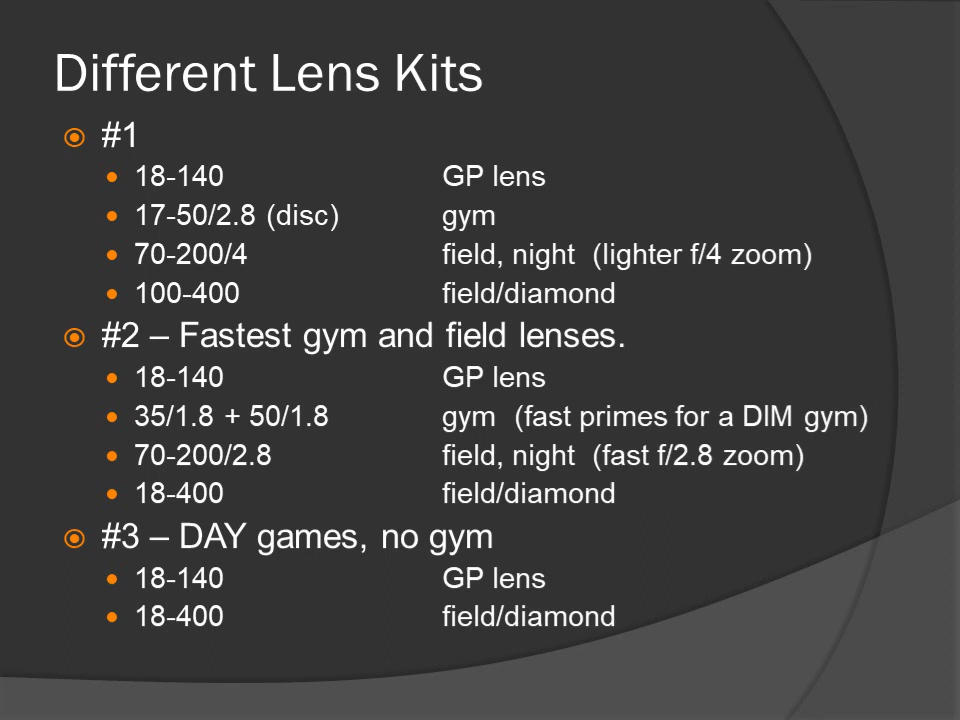 Different Lens Kits
#1
18-140 GP lens
17-50/2.8 (disc) gym
70-200/4 field, night (lighter f/4 zoom)
100-400 field/diamond
#2 – Fastest gym and field lenses.
18-140 GP lens
35/1.8 + 50/1.8 gym (fast primes for a DIM gym)
70-200/2.8 field, night (fast f/2.8 zoom)
18-400 field/diamond
#3 – DAY games, no gym
18-140 GP lens
18-400 field/diamond